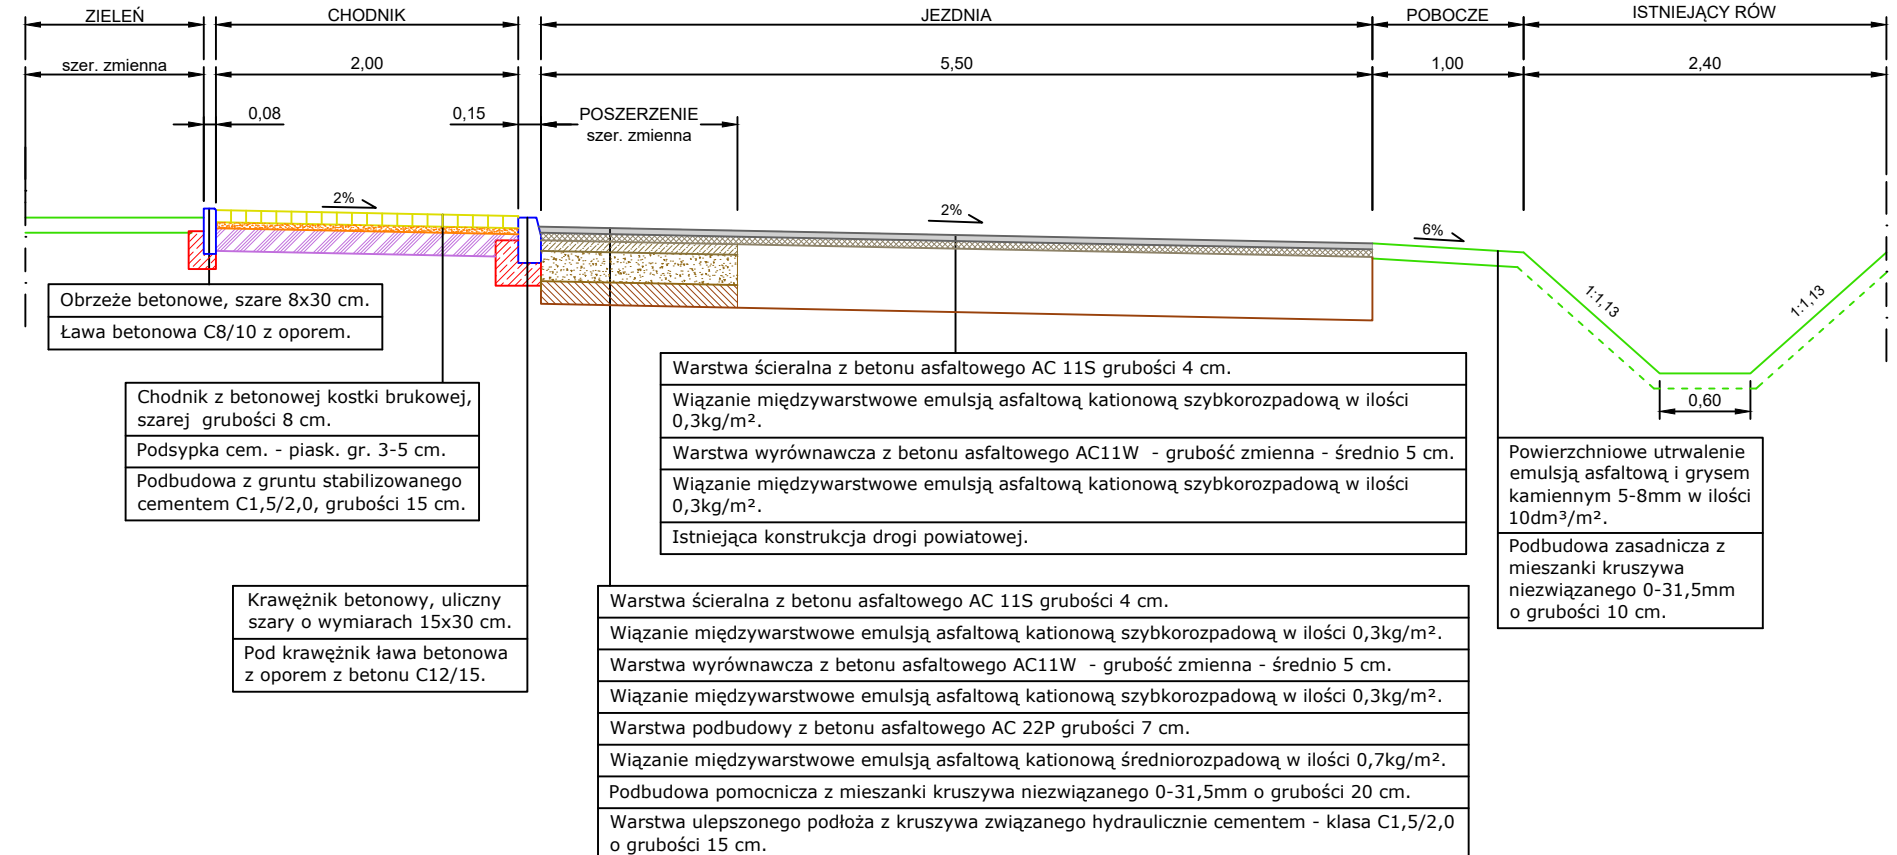 ZIELEŃ
CHODNIK
JEZDNIA
POBOCZE
ISTNIEJĄCY RÓW
szer. zmienna
2,00
5,50
1,00
2,40
0,08
0,15
POSZERZENIE
szer. zmienna
2%
2%
6%
1:1,13
1:1,13
0,60
Obrzeże betonowe, szare 8x30 cm.
Ława betonowa C8/10 z oporem.
Chodnik z betonowej kostki brukowej,
szarej grubości 8 cm.
Podsypka cem. - piask. gr. 3-5 cm.
Podbudowa z gruntu stabilizowanego
cementem C1,5/2,0, grubości 15 cm.
Krawężnik betonowy, uliczny
szary o wymiarach 15x30 cm.
Pod krawężnik ława betonowa
z oporem z betonu C12/15.
Warstwa ścieralna z betonu asfaltowego AC 11S grubości 4 cm.
Wiązanie międzywarstwowe emulsją asfaltową kationową szybkorozpadową w ilości
0,3kg/m².
Warstwa wyrównawcza z betonu asfaltowego AC11W - grubość zmienna - średnio 5 cm.
Wiązanie międzywarstwowe emulsją asfaltową kationową szybkorozpadową w ilości
0,3kg/m².
Istniejąca konstrukcja drogi powiatowej.
Warstwa ścieralna z betonu asfaltowego AC 11S grubości 4 cm.
Wiązanie międzywarstwowe emulsją asfaltową kationową szybkorozpadową w ilości 0,3kg/m².
Warstwa wyrównawcza z betonu asfaltowego AC11W - grubość zmienna - średnio 5 cm.
Wiązanie międzywarstwowe emulsją asfaltową kationową szybkorozpadową w ilości 0,3kg/m².
Warstwa podbudowy z betonu asfaltowego AC 22P grubości 7 cm.
Wiązanie międzywarstwowe emulsją asfaltową kationową średniorozpadową w ilości 0,7kg/m².
Podbudowa pomocnicza z mieszanki kruszywa niezwiązanego 0-31,5mm o grubości 20 cm.
Warstwa ulepszonego podłoża z kruszywa związanego hydraulicznie cementem - klasa C1,5/2,0
o grubości 15 cm.
Powierzchniowe utrwalenie
emulsją asfaltową i grysem
kamiennym 5-8mm w ilości
10dm³/m².
Podbudowa zasadnicza z
mieszanki kruszywa
niezwiązanego 0-31,5mm
o grubości 10 cm.